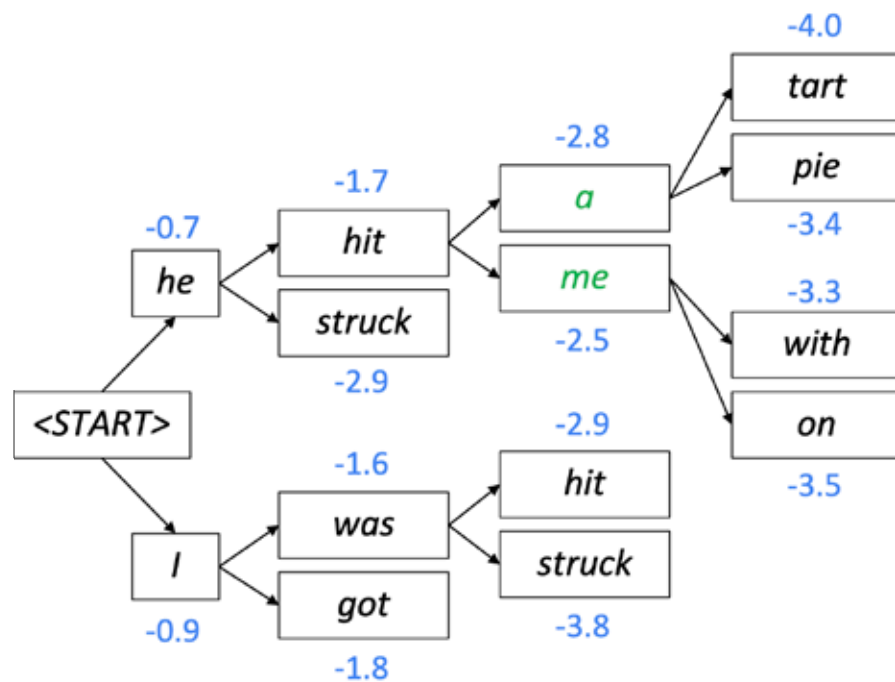 -4.0
tart
-2.8
a
pie
-3.4
-1.7
hit
-0.7
he
me
-2.5
-3.3
with
struck
-2.9
on
-3.5
<START>
-1.6
was
-2.9
hit
I
-0.9
got
-1.8
struck
-3.8